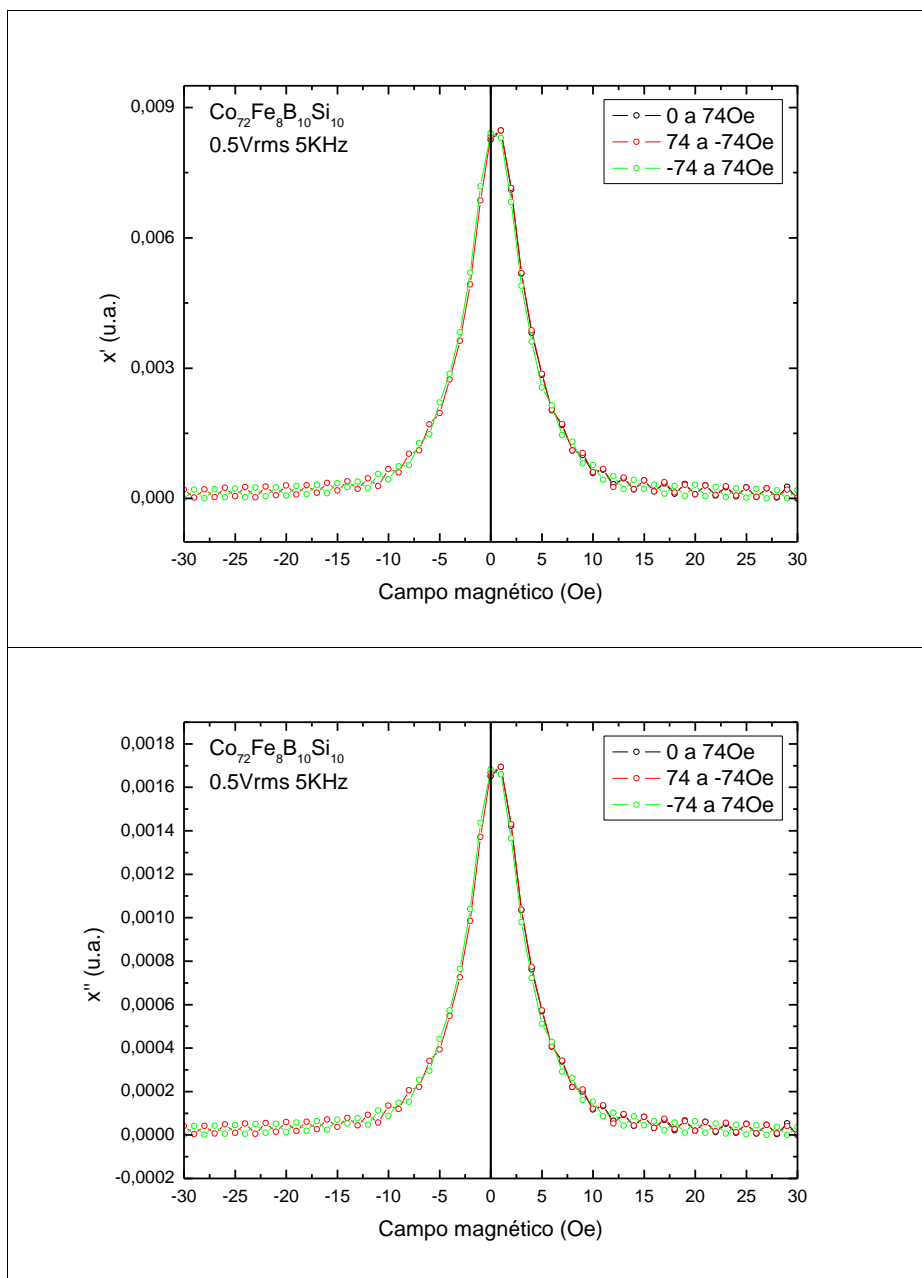 Co72Fe8B10Si10
0.5Vrms 5KHz
0 a 74Oe
74 a -74Oe
-74 a 74Oe
0,009
0,006
0,003
0,000
x' (u.a.)
-30 -25 -20 -15 -10 -5 0 5 10 15 20 25 30
Campo magnético (Oe)
Co72Fe8B10Si10
0.5Vrms 5KHz
0 a 74Oe
74 a -74Oe
-74 a 74Oe
0,0018
0,0016
0,0014
0,0012
0,0010
0,0008
0,0006
0,0004
0,0002
0,0000
-0,0002
x'' (u.a.)
-30 -25 -20 -15 -10 -5 0 5 10 15 20 25 30
Campo magnético (Oe)